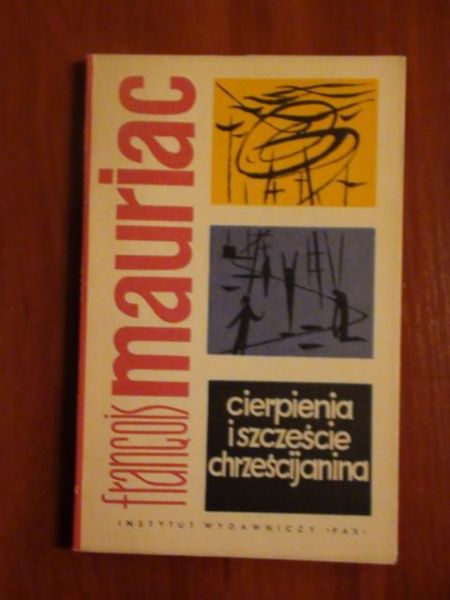 françois mauriac
cierpienia
i szczęście
chrześcijanina
INSTYTUT WYDAWNICZY «PAX»